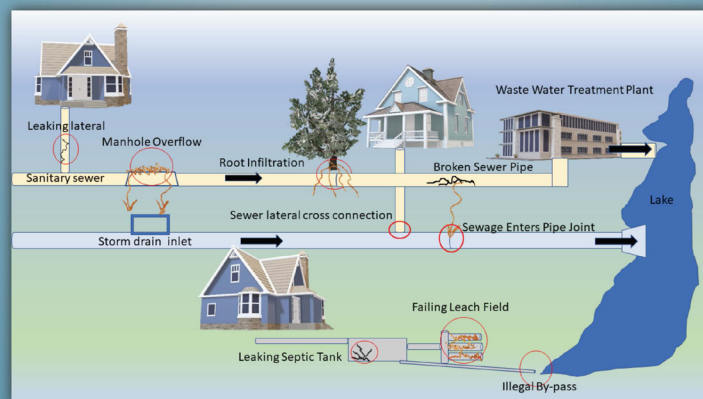 Waste Water Treatment Plant
Leaking lateral
Manhole Overflow
Root Infiltration
Broken Sewer Pipe
Sanitary sewer
Lake
Sewer lateral cross connection
Sewage Enters Pipe Joint
Storm drain inlet
Failing Leach Field
Leaking Septic Tank
Illegal By-pass